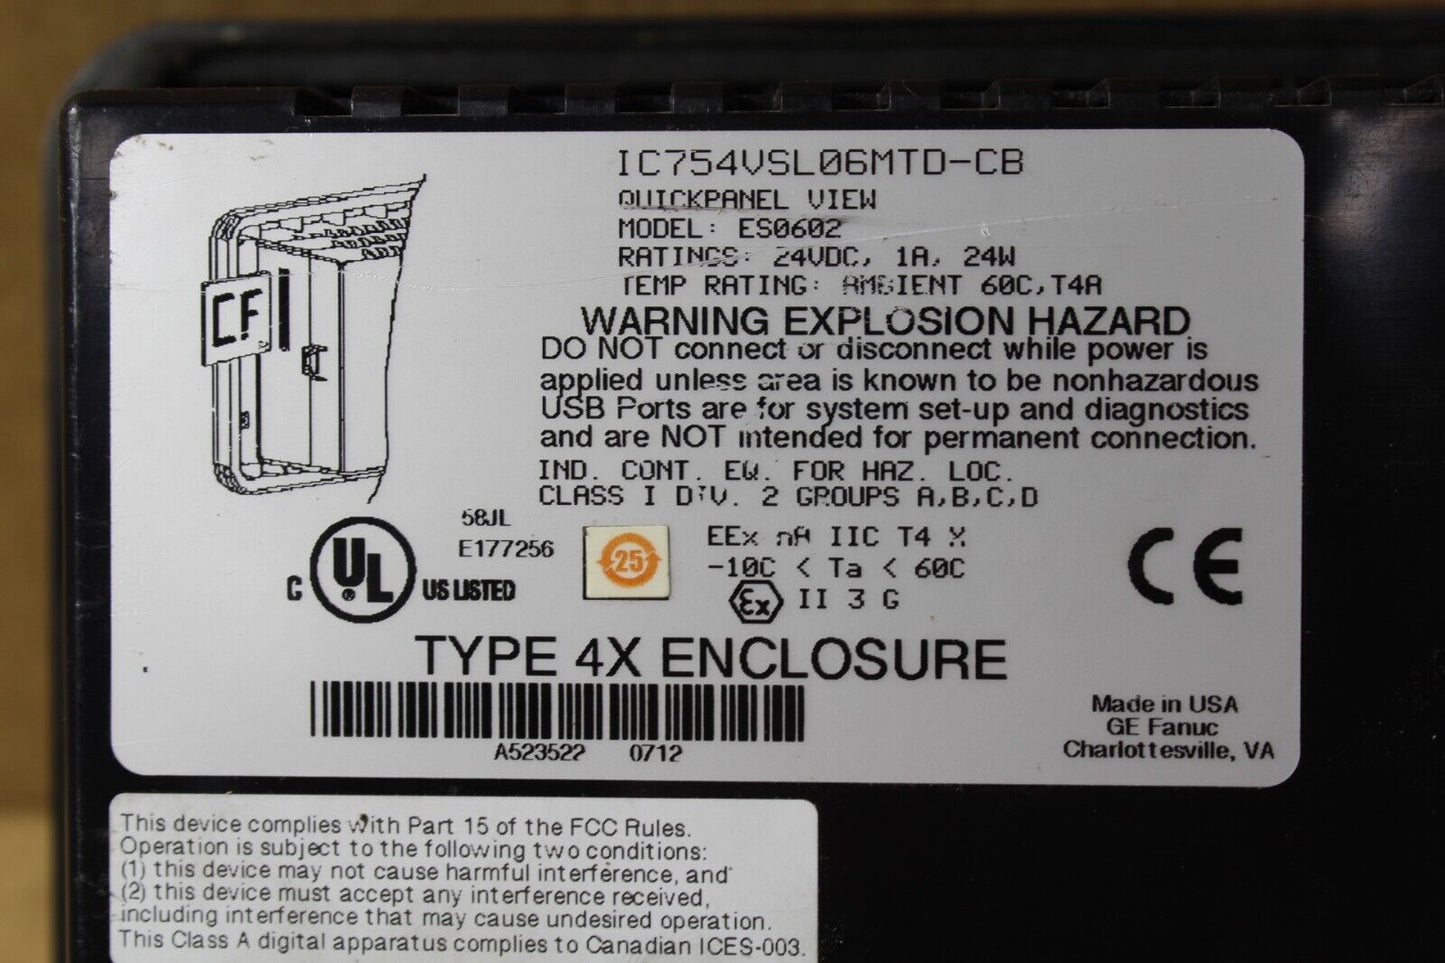 IC754VSL06MTD-CB
QUICKPANEL VIEW
MODEL: ES0602
RATINGS: 24VDC, 1A, 24W
TEMP RATING: AMBIENT 60C,T4A
WARNING EXPLOSION HAZARD
DO NOT connect or disconnect while power is
applied unless area is known to be nonhazardous
USB Ports are for system set-up and diagnostics
and are NOT intended for permanent connection.
IND. CONT. EQ. FOR HAZ. LOC.
CLASS I DIV. 2 GROUPS A,B,C,D
CF
58JL
E177256
C UL ® US LISTED
25
EEx nA IIC T4 X
-10C < Ta < 60C
Ex II 3 G
CE
TYPE 4X ENCLOSURE
A523522 0712
Made in USA
GE Fanuc
Charlottesville, VA
This device complies with Part 15 of the FCC Rules.
Operation is subject to the following two conditions:
(1) this device may not cause harmful interference, and
(2) this device must accept any interference received,
including interference that may cause undesired operation.
This Class A digital apparatus complies to Canadian ICES-003.